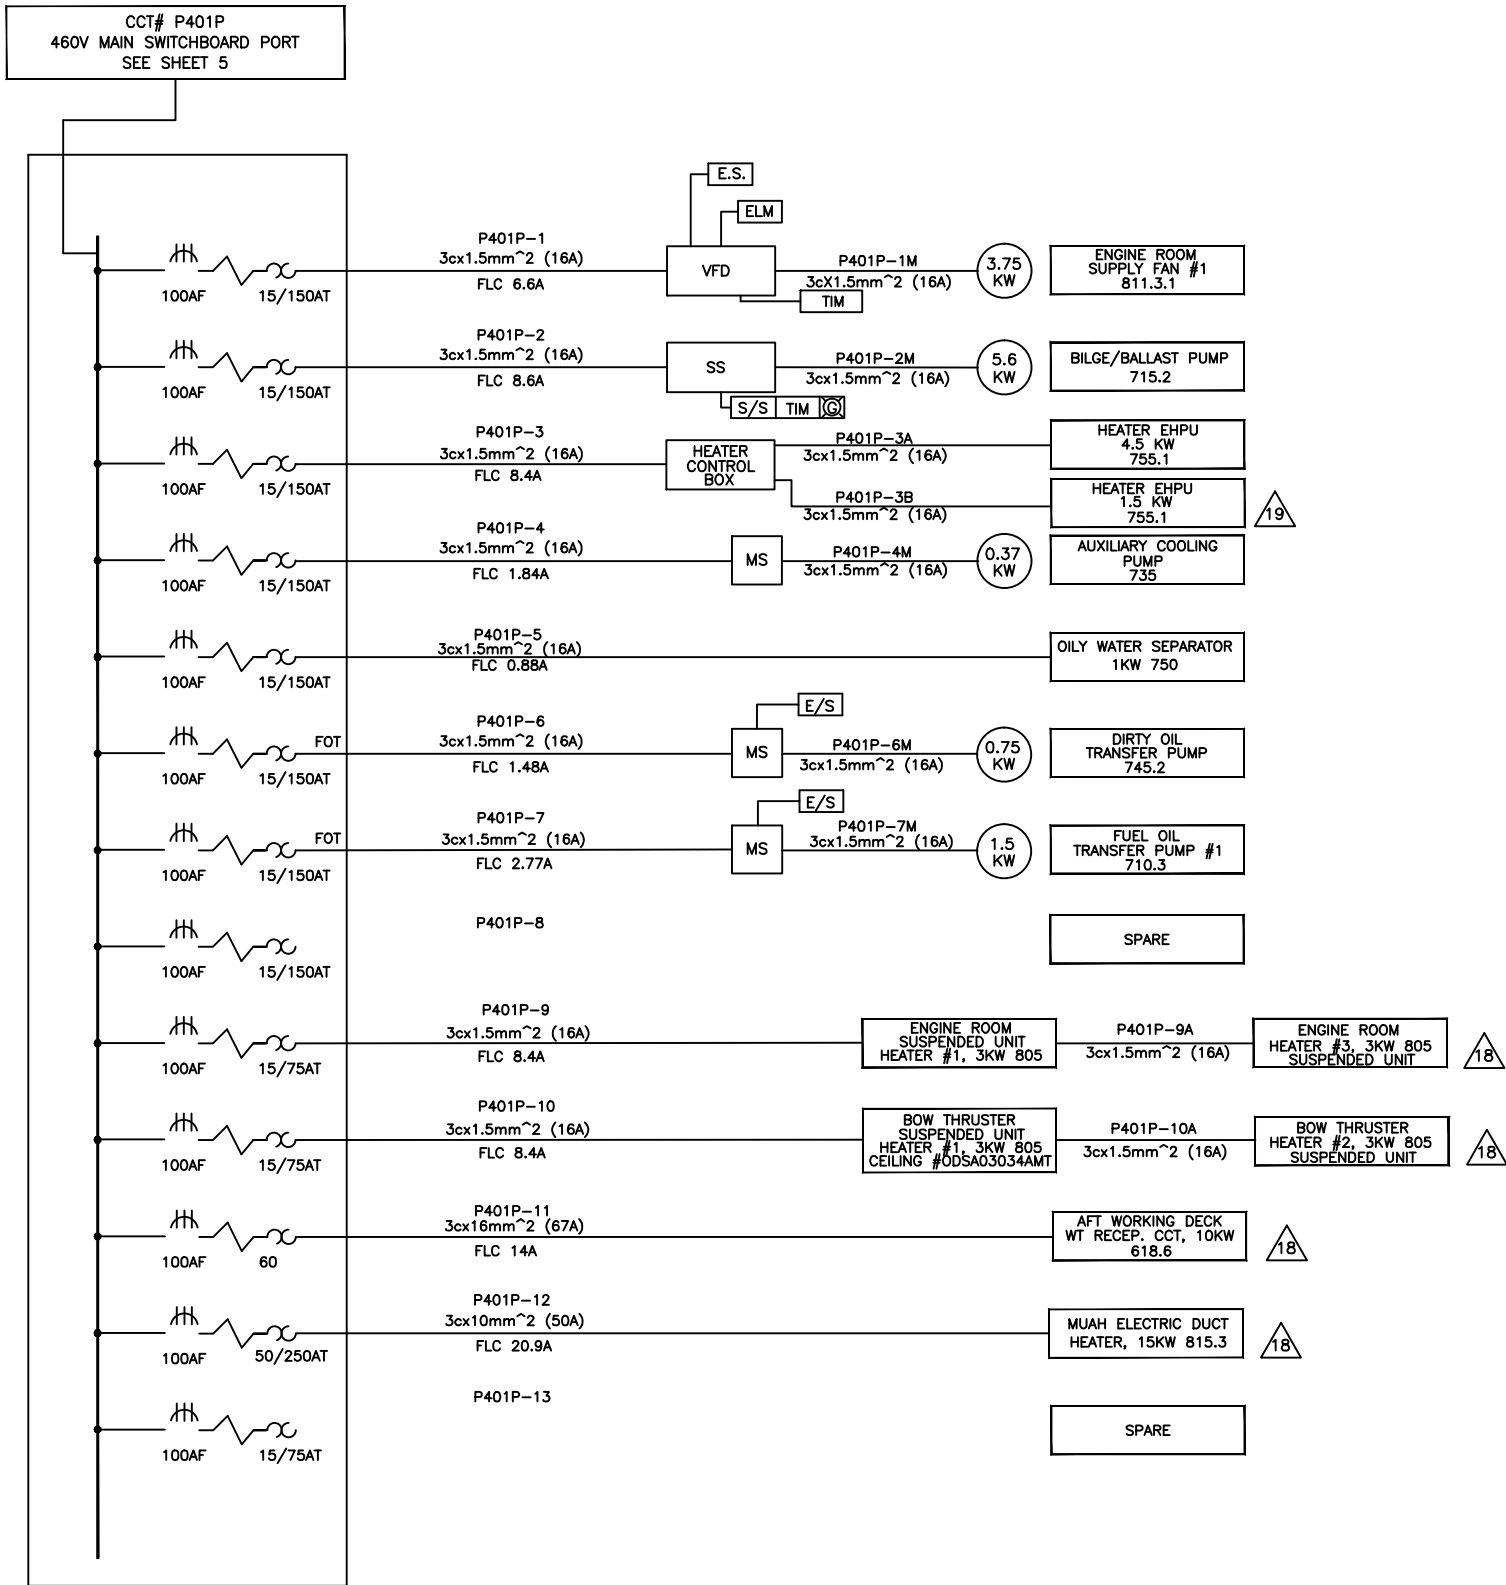 CCT# P401P
460V MAIN SWITCHBOARD PORT
SEE SHEET 5
E.S.
ELM
P401P-1
3cx1.5mm^2 (16A)
FLC 6.6A
100AF
15/150AT
VFD
TIM
P401P-1M
3cX1.5mm^2 (16A)
3.75
KW
ENGINE ROOM
SUPPLY FAN #1
811.3.1
P401P-2
3cx1.5mm^2 (16A)
FLC 8.6A
100AF
15/150AT
SS
S/S TIM G
P401P-2M
3cx1.5mm^2 (16A)
5.6
KW
BILGE/BALLAST PUMP
715.2
P401P-3
3cx1.5mm^2 (16A)
FLC 8.4A
100AF
15/150AT
HEATER
CONTROL
BOX
P401P-3A
3cx1.5mm^2 (16A)
HEATER EHPU
4.5 KW
755.1
P401P-3B
3cx1.5mm^2 (16A)
HEATER EHPU
1.5 KW
755.1
19
P401P-4
3cx1.5mm^2 (16A)
FLC 1.84A
100AF
15/150AT
MS
P401P-4M
3cx1.5mm^2 (16A)
0.37
KW
AUXILIARY COOLING
PUMP
735
P401P-5
3cx1.5mm^2 (16A)
FLC 0.88A
100AF
15/150AT
OILY WATER SEPARATOR
1KW 750
P401P-6
3cx1.5mm^2 (16A)
FLC 1.48A
FOT
100AF
15/150AT
E/S
MS
P401P-6M
3cx1.5mm^2 (16A)
0.75
KW
DIRTY OIL
TRANSFER PUMP
745.2
P401P-7
3cx1.5mm^2 (16A)
FLC 2.77A
FOT
100AF
15/150AT
E/S
MS
P401P-7M
3cx1.5mm^2 (16A)
1.5
KW
FUEL OIL
TRANSFER PUMP #1
710.3
P401P-8
100AF
15/150AT
SPARE
P401P-9
3cx1.5mm^2 (16A)
FLC 8.4A
100AF
15/75AT
ENGINE ROOM
SUSPENDED UNIT
HEATER #1, 3KW 805
P401P-9A
3cx1.5mm^2 (16A)
ENGINE ROOM
HEATER #3, 3KW 805
SUSPENDED UNIT
18
P401P-10
3cx1.5mm^2 (16A)
FLC 8.4A
100AF
15/75AT
BOW THRUSTER
SUSPENDED UNIT
HEATER #1, 3KW 805
CEILING #ODSA03034AMT
P401P-10A
3cx1.5mm^2 (16A)
BOW THRUSTER
HEATER #2, 3KW 805
SUSPENDED UNIT
18
P401P-11
3cx16mm^2 (67A)
FLC 14A
100AF
60
AFT WORKING DECK
WT RECEP. CCT, 10KW
618.6
18
P401P-12
3cx10mm^2 (50A)
FLC 20.9A
100AF
50/250AT
MUAH ELECTRIC DUCT
HEATER, 15KW 815.3
18
P401P-13
100AF
15/75AT
SPARE